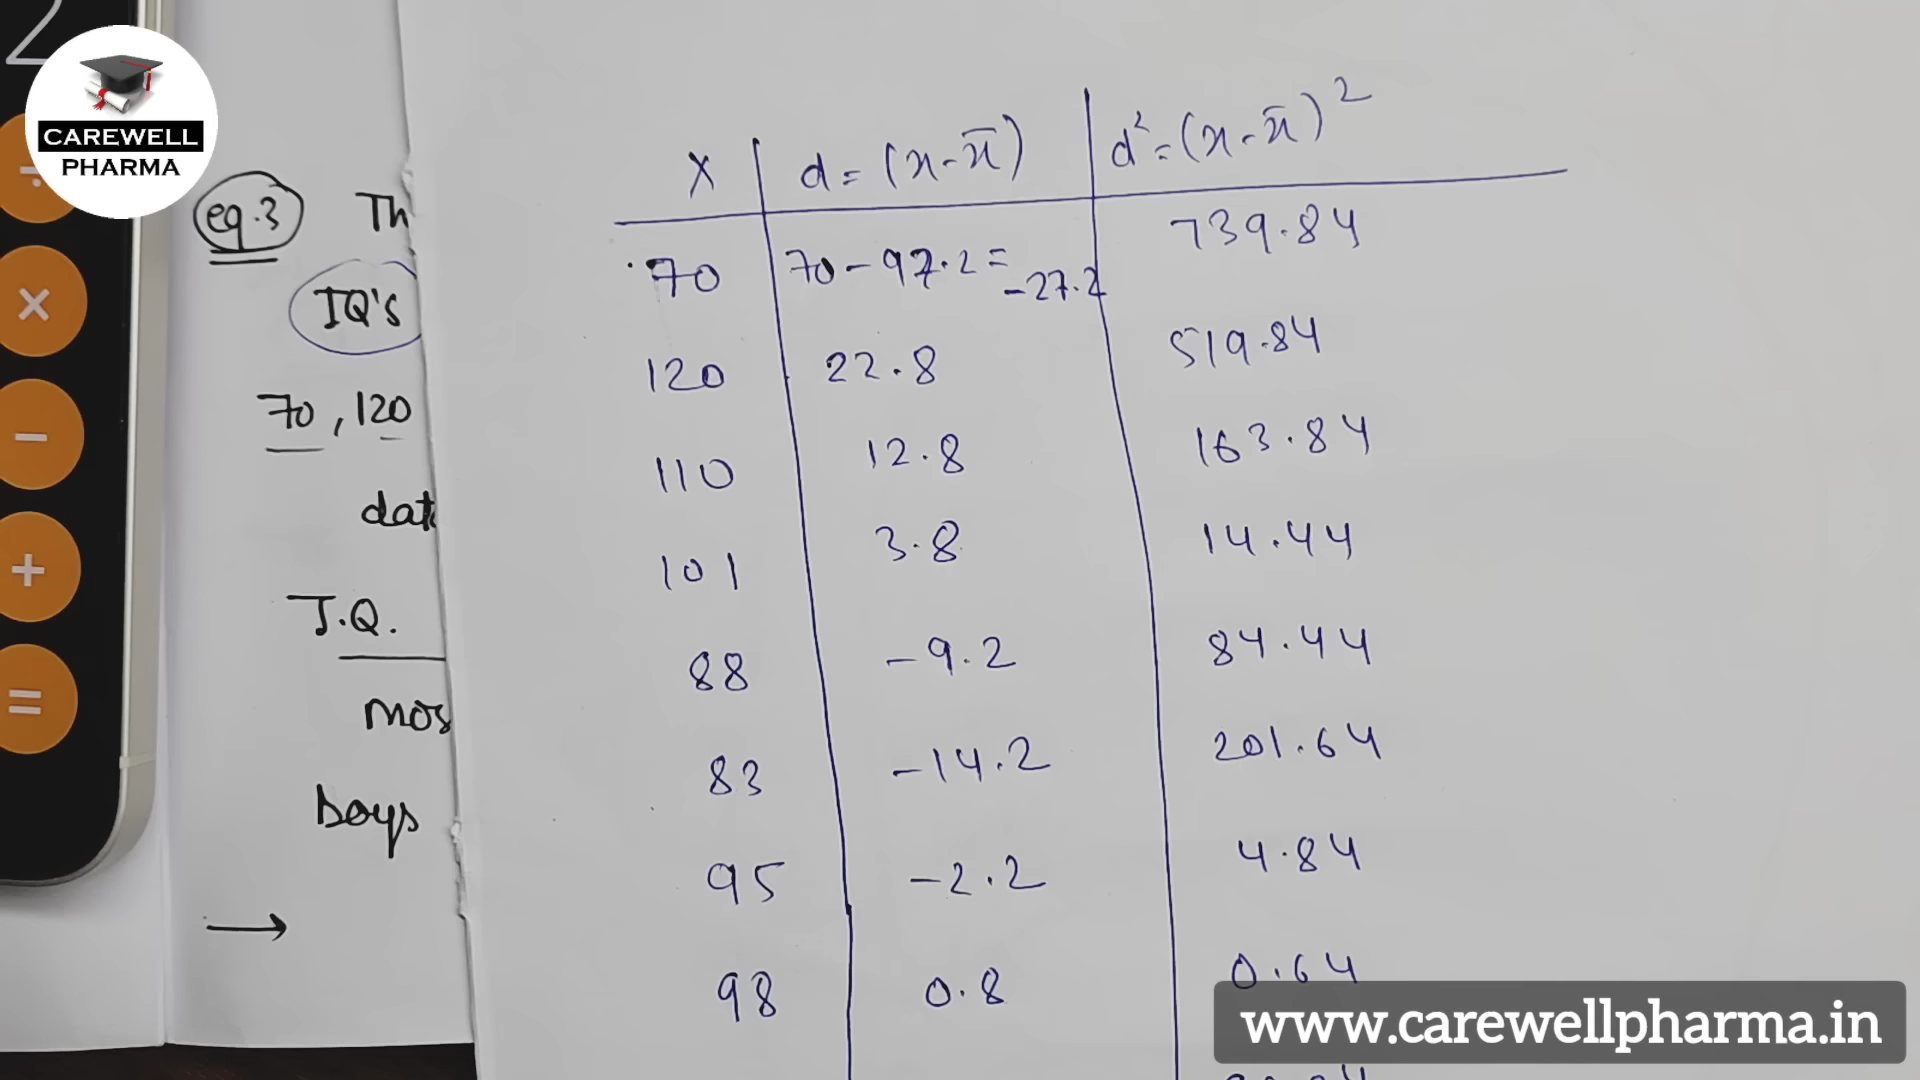 CAREWELL
PHARMA
eq.3 Th
IQ's
70, 120
I.Q.
boys
X d = (x-x̄) d² = (x-x̄)²
70 70-97.2 = -27.2 739.84
120 22.8 519.84
110 12.8 163.84
101 3.8 14.44
88 -9.2 84.44
83 -14.2 201.64
95 -2.2 4.84
98 0.8 0.64
www.carewellpharma.in